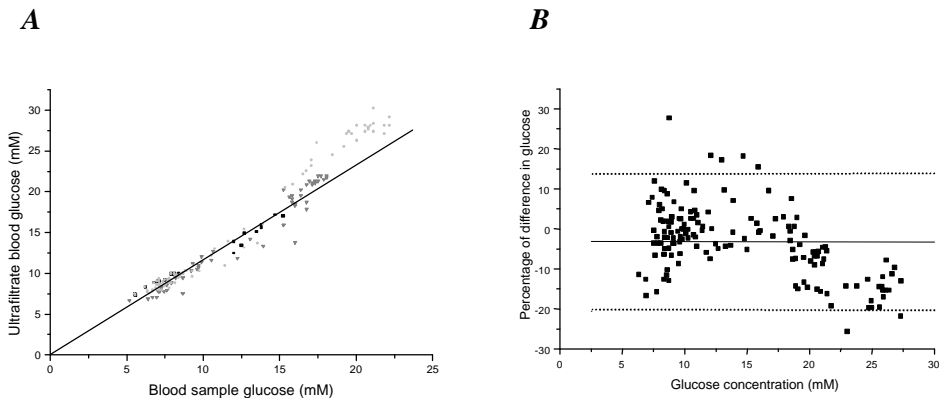 A
B
Ultrafiltrate blood glucose (mM)
30
25
20
15
10
5
0
0 5 10 15 20 25
Blood sample glucose (mM)
Percentage of difference in glucose
35
20
10
0
-10
-20
-30
0 5 10 15 20 25 30
Glucose concentration (mM)